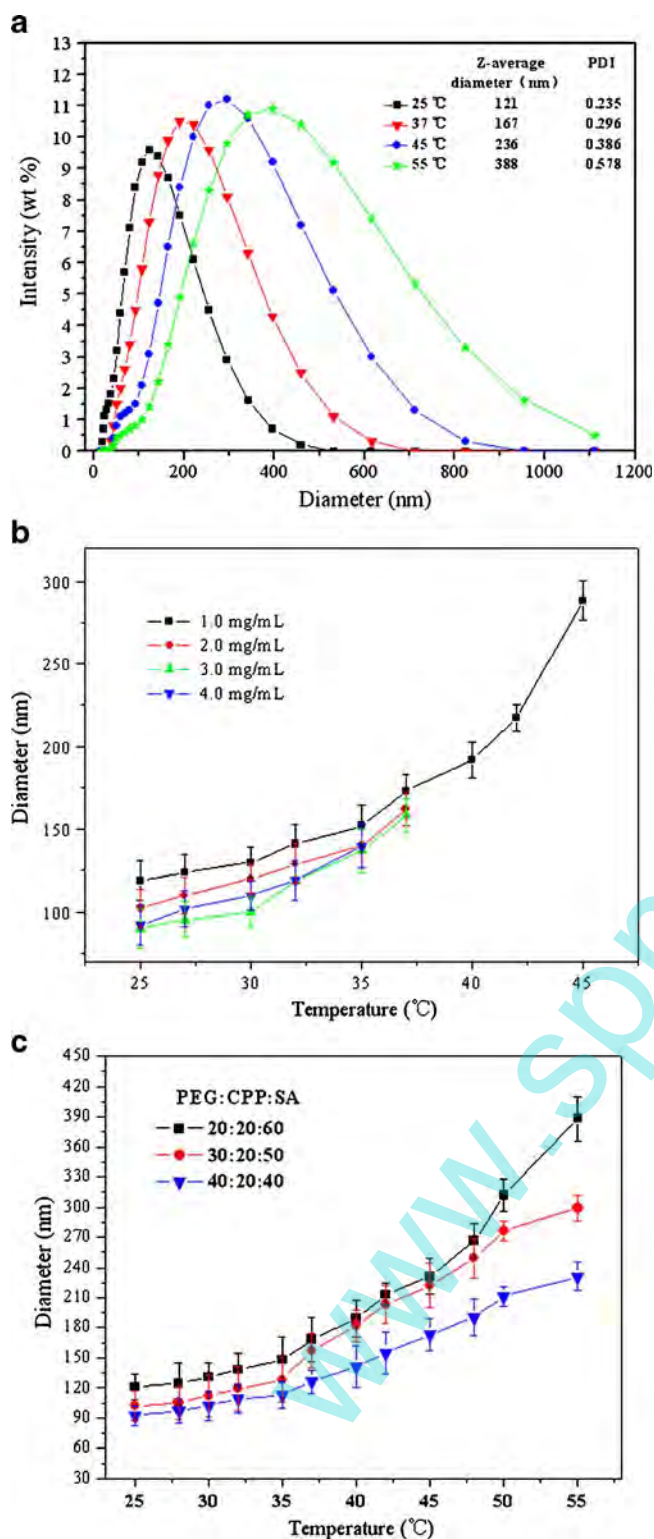 a
Z-average PDI
diameter (nm)
25 ℃ 121 0.235
37 ℃ 167 0.296
45 ℃ 236 0.386
55 ℃ 388 0.578
13
12
11
10
9
8
7
6
5
4
3
2
1
0
Intensity (wt %)
0 200 400 600 800 1000 1200
Diameter (nm)
b
1.0 mg/mL
2.0 mg/mL
3.0 mg/mL
4.0 mg/mL
300
250
200
150
100
Diameter (nm)
25 30 35 40 45
Temperature (℃)
c
PEG:CPP:SA
20:20:60
30:20:50
40:20:40
450
420
390
360
330
300
270
240
210
180
150
120
90
60
30
Diameter (nm)
25 30 35 40 45 50 55
Temperature (℃)
www.sp